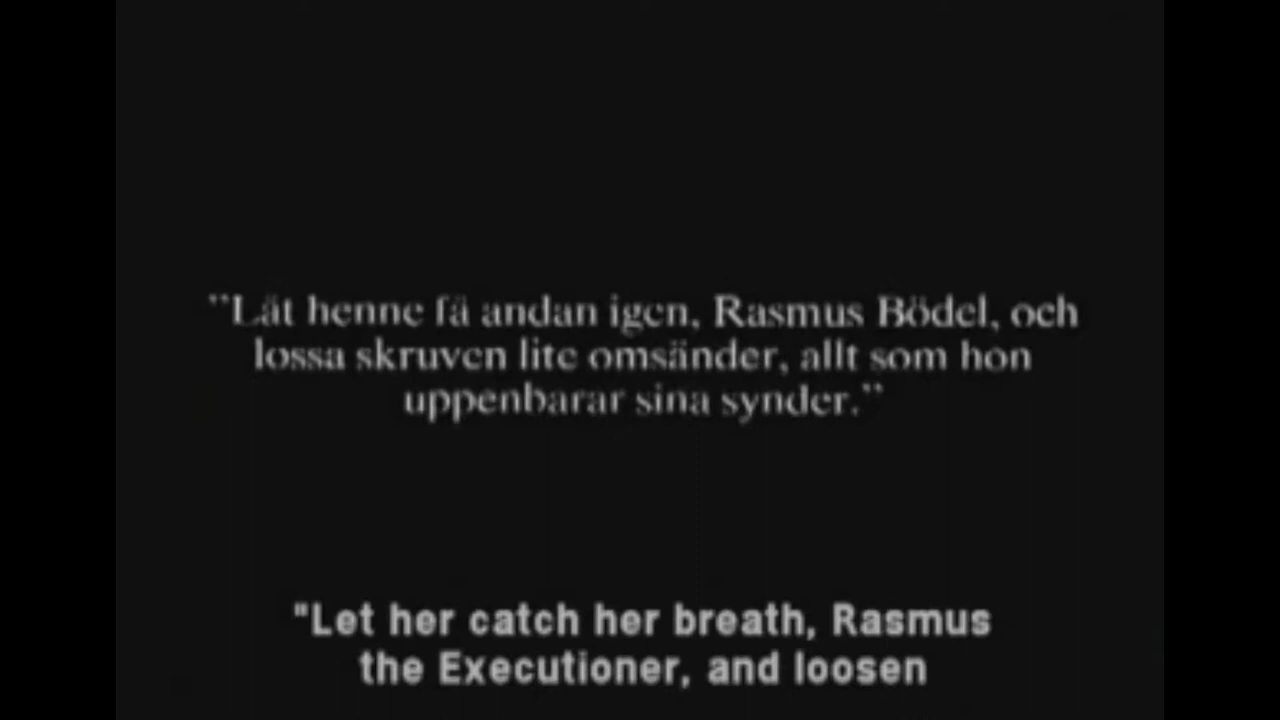 ”Låt henne få andan igen, Rasmus Bödel, och
lossa skruven lite omsänder, allt som hon
uppenbarar sina synder.”
"Let her catch her breath, Rasmus
the Executioner, and loosen